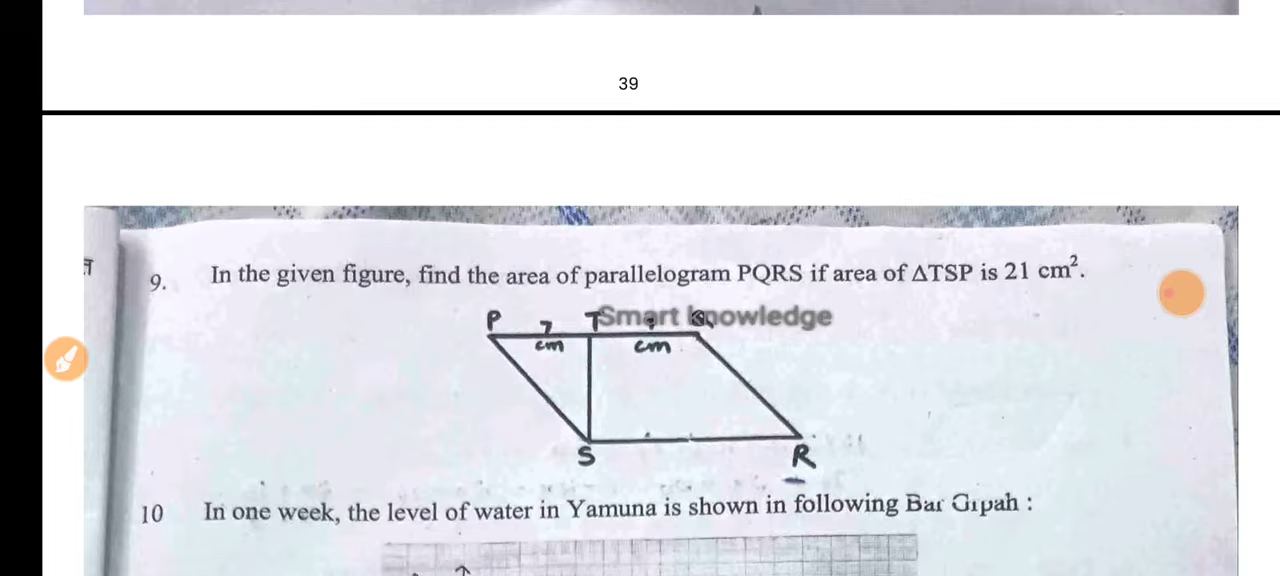 39
त
9. In the given figure, find the area of parallelogram PQRS if area of ΔTSP is 21 cm².
P 7 T Smart knowledge
cm cm
S R
10 In one week, the level of water in Yamuna is shown in following Bar Gıpah :